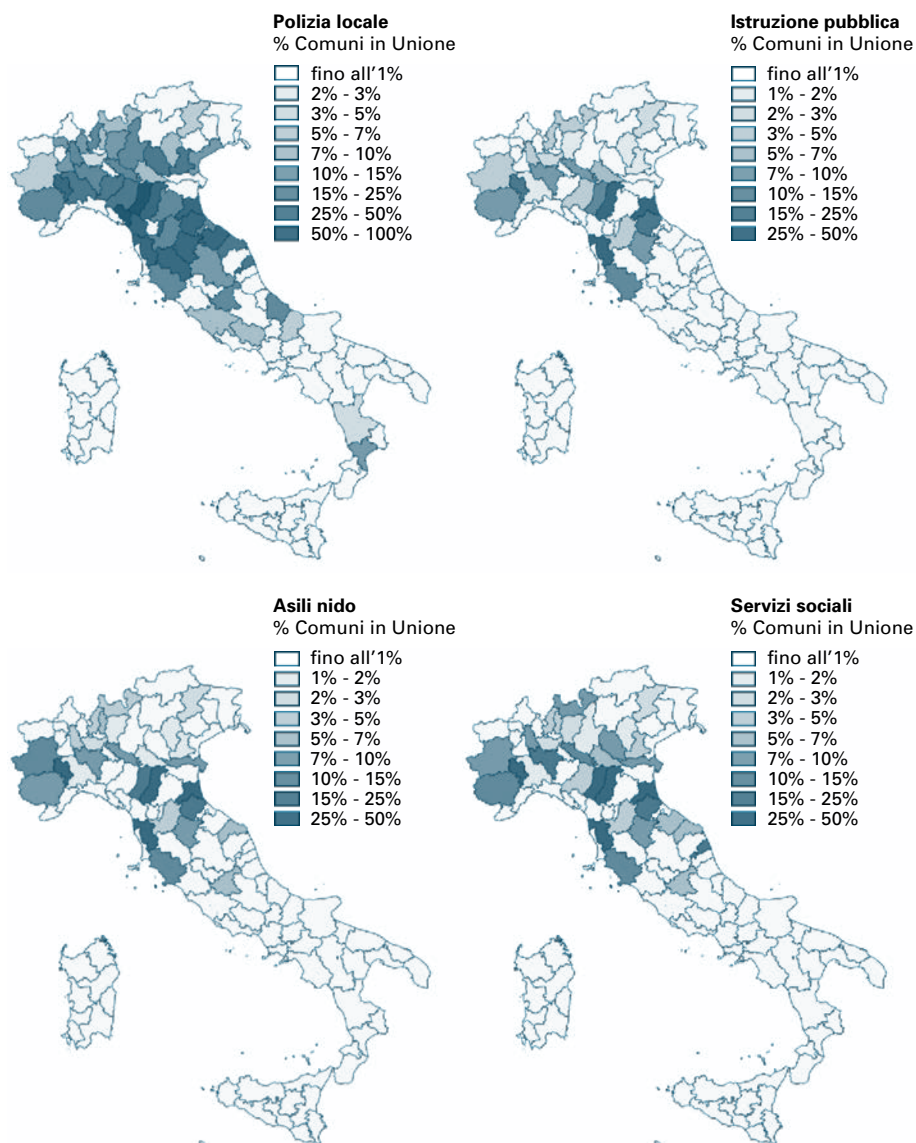 Polizia locale
% Comuni in Unione
fino all'1%
2% - 3%
3% - 5%
5% - 7%
7% - 10%
10% - 15%
15% - 25%
25% - 50%
50% - 100%
Istruzione pubblica
% Comuni in Unione
fino all'1%
1% - 2%
2% - 3%
3% - 5%
5% - 7%
7% - 10%
10% - 15%
15% - 25%
25% - 50%
Asili nido
% Comuni in Unione
fino all'1%
1% - 2%
2% - 3%
3% - 5%
5% - 7%
7% - 10%
10% - 15%
15% - 25%
25% - 50%
Servizi sociali
% Comuni in Unione
fino all'1%
1% - 2%
2% - 3%
3% - 5%
5% - 7%
7% - 10%
10% - 15%
15% - 25%
25% - 50%